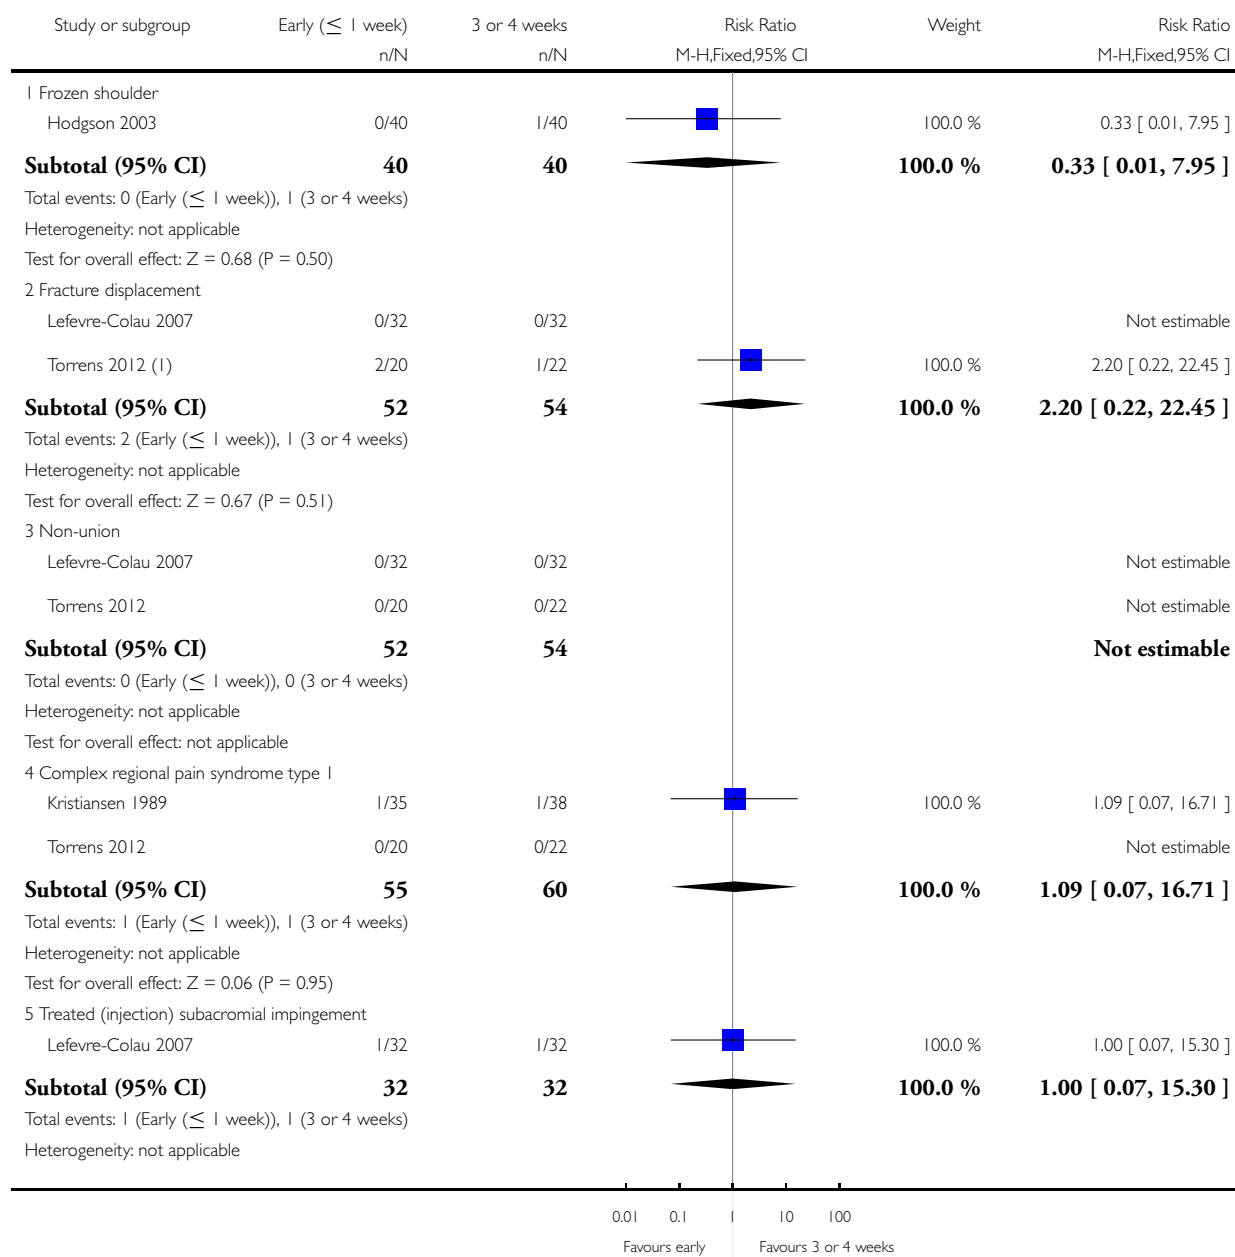 Study or subgroup Early (≤ 1 week) 3 or 4 weeks Risk Ratio Weight Risk Ratio
n/N n/N M-H,Fixed,95% CI M-H,Fixed,95% CI
1 Frozen shoulder
Hodgson 2003 0/40 1/40 100.0 % 0.33 [ 0.01, 7.95 ]
Subtotal (95% CI) 40 40 100.0 % 0.33 [ 0.01, 7.95 ]
Total events: 0 (Early (≤ 1 week)), 1 (3 or 4 weeks)
Heterogeneity: not applicable
Test for overall effect: Z = 0.68 (P = 0.50)
2 Fracture displacement
Lefevre-Colau 2007 0/32 0/32 Not estimable
Torrens 2012 (1) 2/20 1/22 100.0 % 2.20 [ 0.22, 22.45 ]
Subtotal (95% CI) 52 54 100.0 % 2.20 [ 0.22, 22.45 ]
Total events: 2 (Early (≤ 1 week)), 1 (3 or 4 weeks)
Heterogeneity: not applicable
Test for overall effect: Z = 0.67 (P = 0.51)
3 Non-union
Lefevre-Colau 2007 0/32 0/32 Not estimable
Torrens 2012 0/20 0/22 Not estimable
Subtotal (95% CI) 52 54 Not estimable
Total events: 0 (Early (≤ 1 week)), 0 (3 or 4 weeks)
Heterogeneity: not applicable
Test for overall effect: not applicable
4 Complex regional pain syndrome type 1
Kristiansen 1989 1/35 1/38 100.0 % 1.09 [ 0.07, 16.71 ]
Torrens 2012 0/20 0/22 Not estimable
Subtotal (95% CI) 55 60 100.0 % 1.09 [ 0.07, 16.71 ]
Total events: 1 (Early (≤ 1 week)), 1 (3 or 4 weeks)
Heterogeneity: not applicable
Test for overall effect: Z = 0.06 (P = 0.95)
5 Treated (injection) subacromial impingement
Lefevre-Colau 2007 1/32 1/32 100.0 % 1.00 [ 0.07, 15.30 ]
Subtotal (95% CI) 32 32 100.0 % 1.00 [ 0.07, 15.30 ]
Total events: 1 (Early (≤ 1 week)), 1 (3 or 4 weeks)
Heterogeneity: not applicable
0.01 0.1 1 10 100
Favours early Favours 3 or 4 weeks